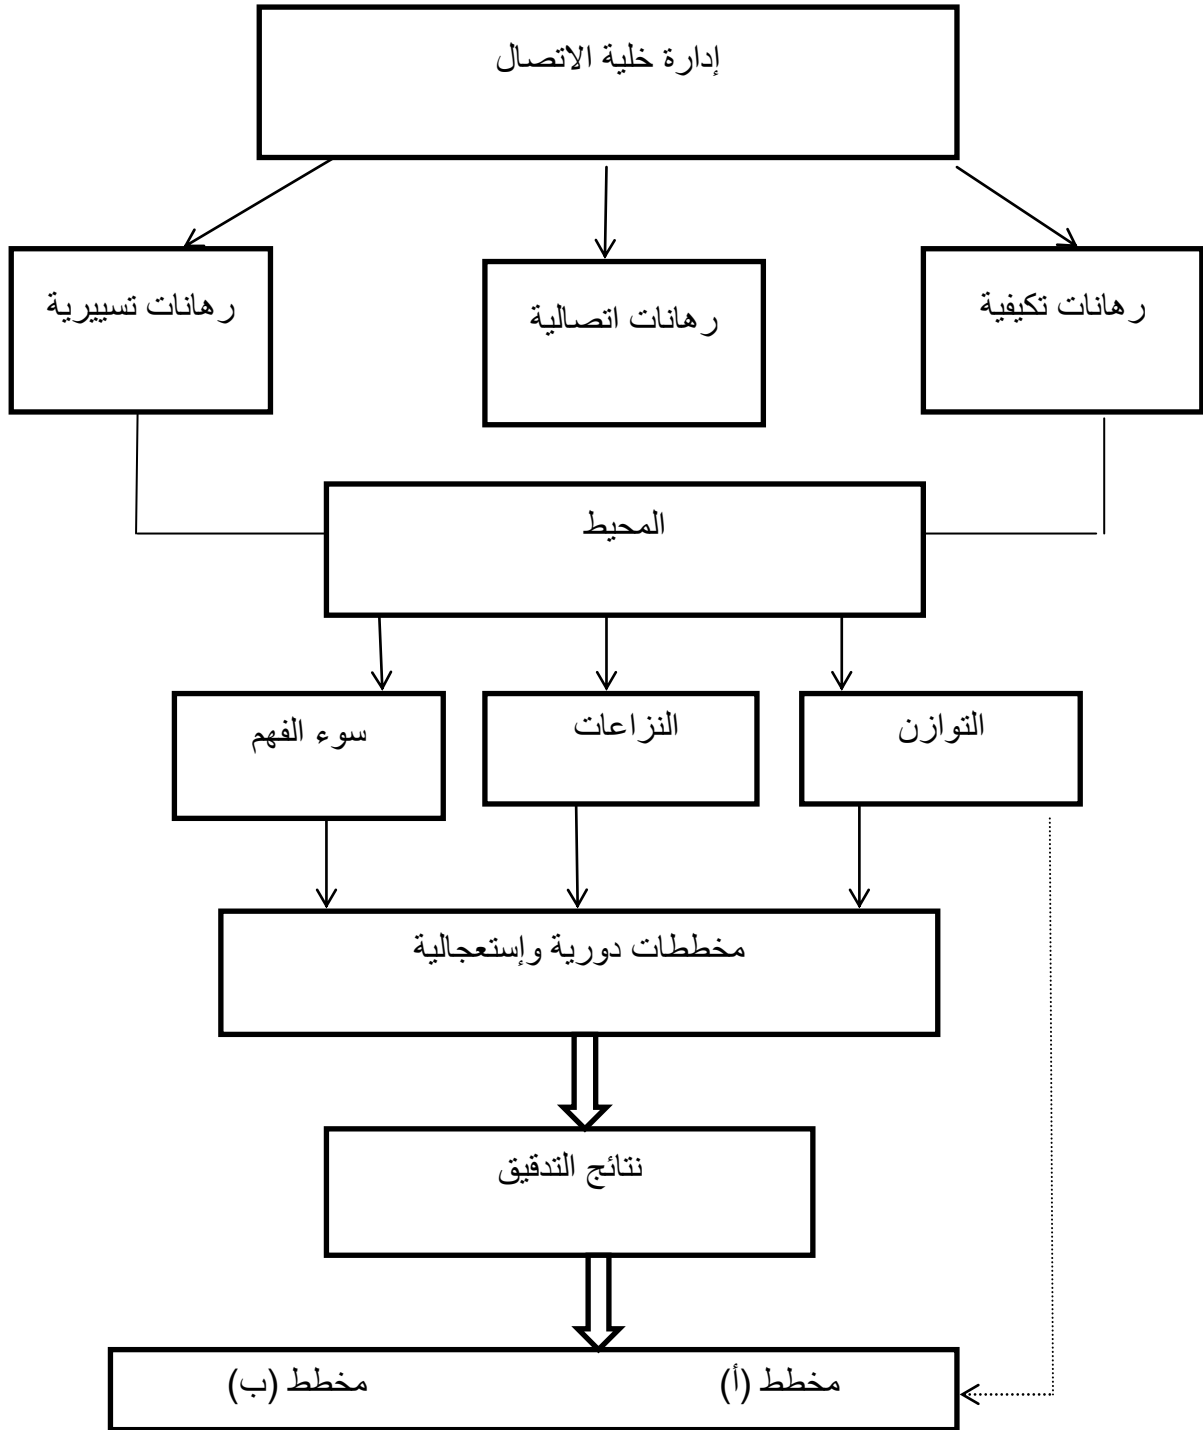 إدارة خلية الاتصال
رهانات تكيفية
رهانات اتصالية
رهانات تسييرية
المحيط
التوازن
النزاعات
سوء الفهم
مخططات دورية وإستعجالية
نتائج التدقيق
مخطط (أ) مخطط (ب)